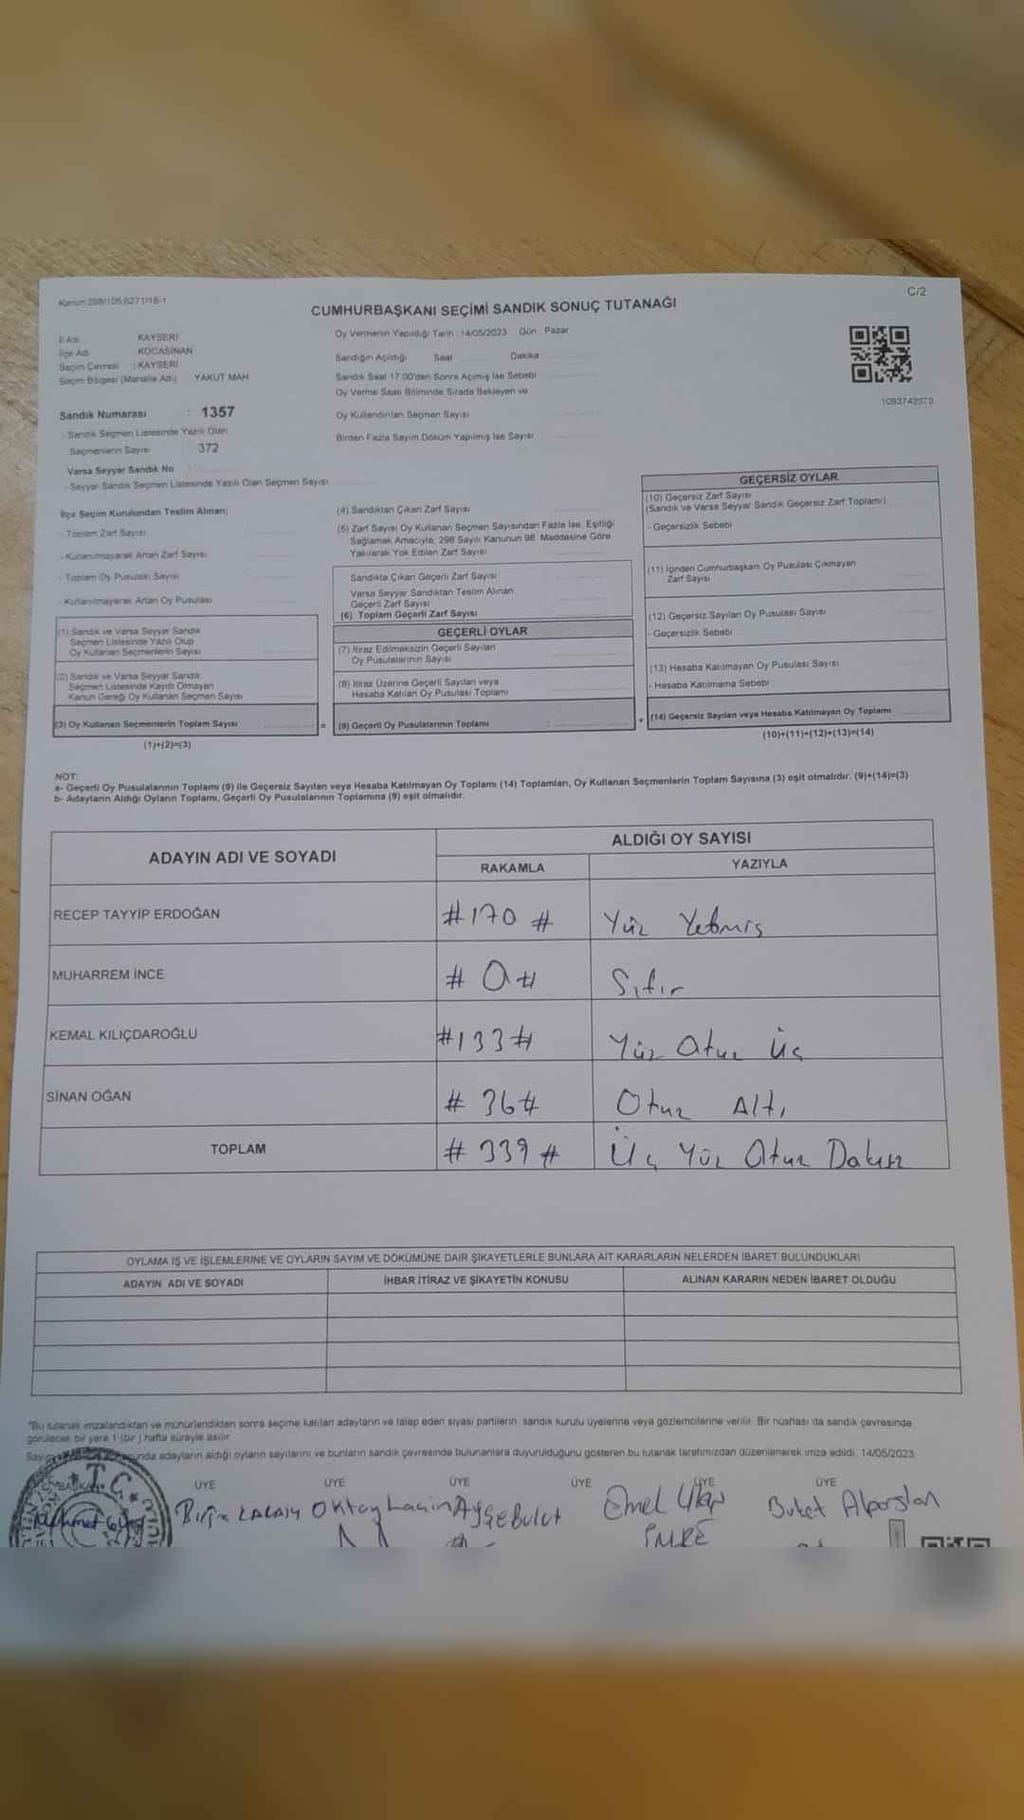 Kanun:298/105,6271/16-1
C/2
CUMHURBAŞKANI SEÇİMİ SANDIK SONUÇ TUTANAĞI
İl Adı : KAYSERİ
İlçe Adı : KOCASİNAN
Seçim Çevresi : KAYSERİ
Seçim Bölgesi (Mahalle Adı) YAKUT MAH
Sandık Numarası : 1357
- Sandık Seçmen Listesinde Yazılı Olan
Seçmenlerin Sayısı : 372
Varsa Seyyar Sandık No
- Seyyar Sandık Seçmen Listesinde Yazılı Olan Seçmen Sayısı
Oy Vermenin Yapıldığı Tarih : 14/05/2023 Gün : Pazar
Sandığın Açıldığı Saat Dakika
Sandık Saat 17:00'den Sonra Açılmış İse Sebebi
Oy Verme Saati Bitiminde Sırada Bekleyen ve
Oy Kullandırılan Seçmen Sayısı
Birden Fazla Sayım Döküm Yapılmış İse Sayısı
1093743970
İlçe Seçim Kurulundan Teslim Alınan;
- Toplam Zarf Sayısı
- Kullanılmayarak Artan Zarf Sayısı
- Toplam Oy Pusulası Sayısı
- Kullanılmayarak Artan Oy Pusulası
(1) Sandık ve Varsa Seyyar Sandık
Seçmen Listesinde Yazılı Olup
Oy Kullanan Seçmenlerin Sayısı
(2) Sandık ve Varsa Seyyar Sandık
Seçmen Listesinde Kayıtlı Olmayan
Kanun Gereği Oy Kullanan Seçmen Sayısı
(3) Oy Kullanan Seçmenlerin Toplam Sayısı
(1)+(2)=(3)
(4) Sandıktan Çıkan Zarf Sayısı
(5) Zarf Sayısı Oy Kullanan Seçmen Sayısından Fazla İse, Eşitliği
Sağlamak Amacıyla, 298 Sayılı Kanunun 98. Maddesine Göre
Yakılarak Yok Edilen Zarf Sayısı
Sandıkta Çıkan Geçerli Zarf Sayısı
Varsa Seyyar Sandıktan Teslim Alınan
Geçerli Zarf Sayısı
(6) Toplam Geçerli Zarf Sayısı
GEÇERLİ OYLAR
(7) İtiraz Edilmeksizin Geçerli Sayılan
Oy Pusulalarının Sayısı
(8) İtiraz Üzerine Geçerli Sayılan veya
Hesaba Katılan Oy Pusulası Toplamı
= (9) Geçerli Oy Pusulalarının Toplamı
GEÇERSİZ OYLAR
(10) Geçersiz Zarf Sayısı
(Sandık ve Varsa Seyyar Sandık Geçersiz Zarf Toplamı)
- Geçersizlik Sebebi
(11) İçinden Cumhurbaşkanı Oy Pusulası Çıkmayan
Zarf Sayısı
(12) Geçersiz Sayılan Oy Pusulası Sayısı
- Geçersizlik Sebebi
(13) Hesaba Katılmayan Oy Pusulası Sayısı
- Hesaba Katılmama Sebebi
+ (14) Geçersiz Sayılan veya Hesaba Katılmayan Oy Toplamı
(10)+(11)+(12)+(13)=(14)
NOT:
a- Geçerli Oy Pusulalarının Toplamı (9) ile Geçersiz Sayılan veya Hesaba Katılmayan Oy Toplamı (14) Toplamları, Oy Kullanan Seçmenlerin Toplam Sayısına (3) eşit olmalıdır. (9)+(14)=(3)
b- Adayların Aldığı Oyların Toplamı, Geçerli Oy Pusulalarının Toplamına (9) eşit olmalıdır.
ADAYIN ADI VE SOYADI
ALDIĞI OY SAYISI
RAKAMLA YAZIYLA
RECEP TAYYİP ERDOĞAN #170 # Yüz Yetmiş
MUHARREM İNCE # 0 # Sıfır
KEMAL KILIÇDAROĞLU #133# Yüz Otuz Üç
SİNAN OĞAN # 36# Otuz Altı
TOPLAM # 339 # Üç Yüz Otuz Dokuz
OYLAMA İŞ VE İŞLEMLERİNE VE OYLARIN SAYIM VE DÖKÜMÜNE DAİR ŞİKAYETLERLE BUNLARA AİT KARARLARIN NELERDEN İBARET BULUNDUKLARI
ADAYIN ADI VE SOYADI İHBAR İTİRAZ VE ŞİKAYETİN KONUSU ALINAN KARARIN NEDEN İBARET OLDUĞU
"Bu tutanak imzalandıktan ve mühürlendikten sonra seçime katılan adayların ve talep eden siyasi partilerin sandık kurulu üyelerine veya gözlemcilerine verilir. Bir nüshası da sandık çevresinde
görülecek bir yere 1 (bir ) hafta süreyle asılır.
adayların aldığı oyların sayılarını ve bunların sandık çevresinde bulunanlara duyurulduğunu gösteren bu tutanak tarafımızdan düzenlenerek imza edildi. 14/05/2023
T.C.
ÜYE ÜYE ÜYE ÜYE ÜYE ÜYE
Oktay Laçin Ayşe Bulut Emel Buket Alparslan
EMRE